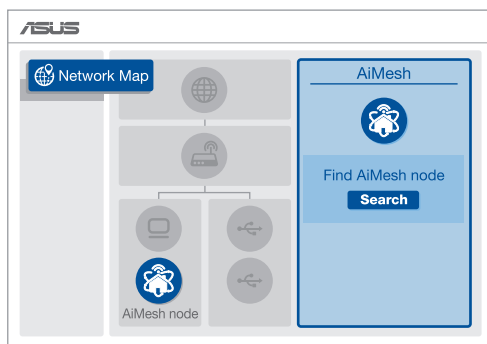 ASUS
Network Map
AiMesh
Find AiMesh node
Search
AiMesh node